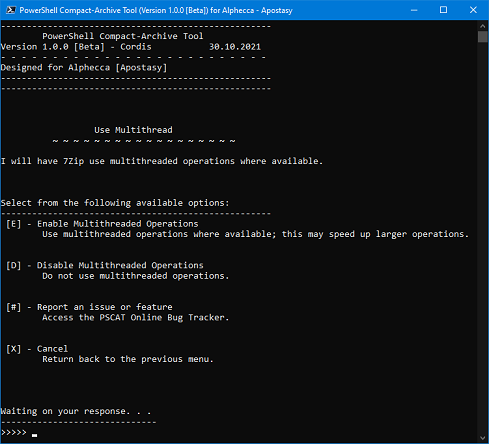 PowerShell Compact-Archive Tool (Version 1.0.0 [Beta]) for Alphecca - Apostasy
------------------------------------------------------
PowerShell Compact-Archive Tool
Version 1.0.0 [Beta] - Cordis 30.10.2021
- - - - - - - - - - - - - - - - - - - - - - - - - -
Designed for Alphecca [Apostasy]
------------------------------------------------------
------------------------------------------------------
Use Multithread
~ ~ ~ ~ ~ ~ ~ ~ ~ ~ ~ ~ ~ ~ ~ ~ ~ ~
I will have 7Zip use multithreaded operations where available.
Select from the following available options:
------------------------------------------------------
[E] - Enable Multithreaded Operations
Use multithreaded operations where available; this may speed up larger operations.
[D] - Disable Multithreaded Operations
Do not use multithreaded operations.
[#] - Report an issue or feature
Access the PSCAT Online Bug Tracker.
[X] - Cancel
Return back to the previous menu.
Waiting on your response. . .
-------------------------------
>>>>> _